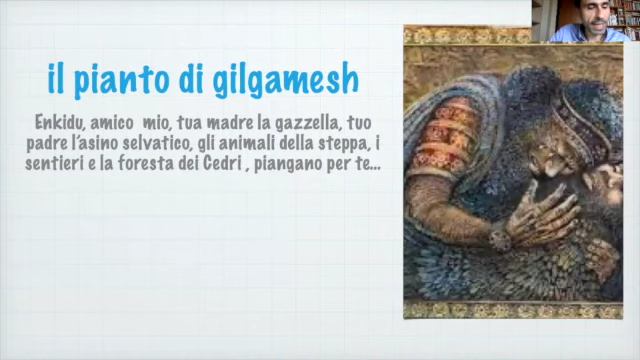 il pianto di gilgamesh
Enkidu, amico mio, tua madre la gazzella, tuo
padre l'asino selvatico, gli animali della steppa, i
sentieri e la foresta dei Cedri , piangano per te...